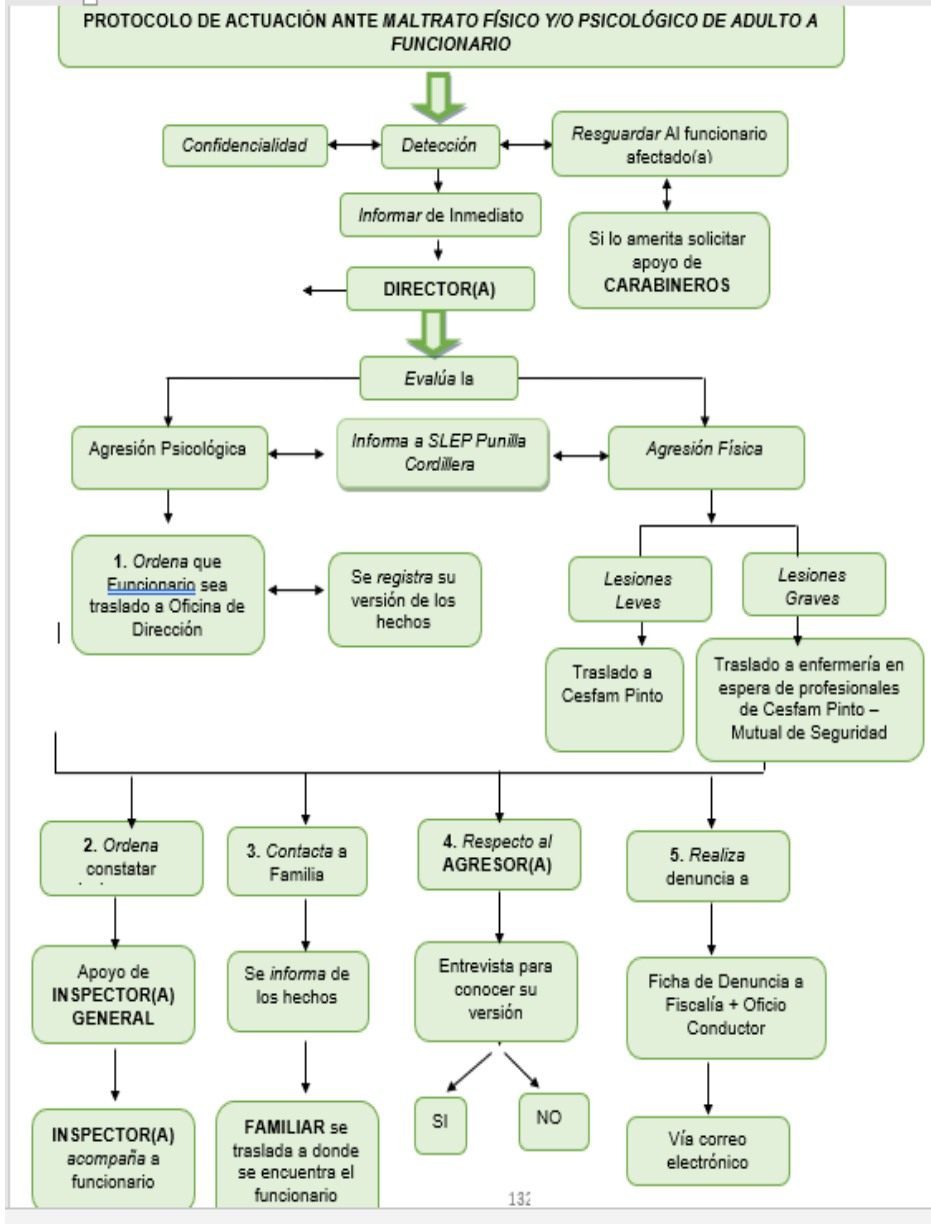 PROTOCOLO DE ACTUACIÓN ANTE MALTRATO FÍSICO Y/O PSICOLÓGICO DE ADULTO A
FUNCIONARIO
Confidencialidad
Detección
Resguardar Al funcionario
afectado(a)
Informar de Inmediato
Si lo amerita solicitar
apoyo de
CARABINEROS
DIRECTOR(A)
Evalúa la
Agresión Psicológica
Informa a SLEP Punilla
Cordillera
Agresión Física
1. Ordena que
Funcionario sea
traslado a Oficina de
Dirección
Se registra su
versión de los
hechos
Lesiones
Leves
Lesiones
Graves
Traslado a
Cesfam Pinto
Traslado a enfermería en
espera de profesionales
de Cesfam Pinto –
Mutual de Seguridad
2. Ordena
constatar
3. Contacta a
Familia
4. Respecto al
AGRESOR(A)
5. Realiza
denuncia a
Apoyo de
INSPECTOR(A)
GENERAL
Se informa de
los hechos
Entrevista para
conocer su
versión
Ficha de Denuncia a
Fiscalía + Oficio
Conductor
INSPECTOR(A)
acompaña a
funcionario
FAMILIAR se
traslada a donde
se encuentra el
funcionario
SI
NO
Vía correo
electrónico
132